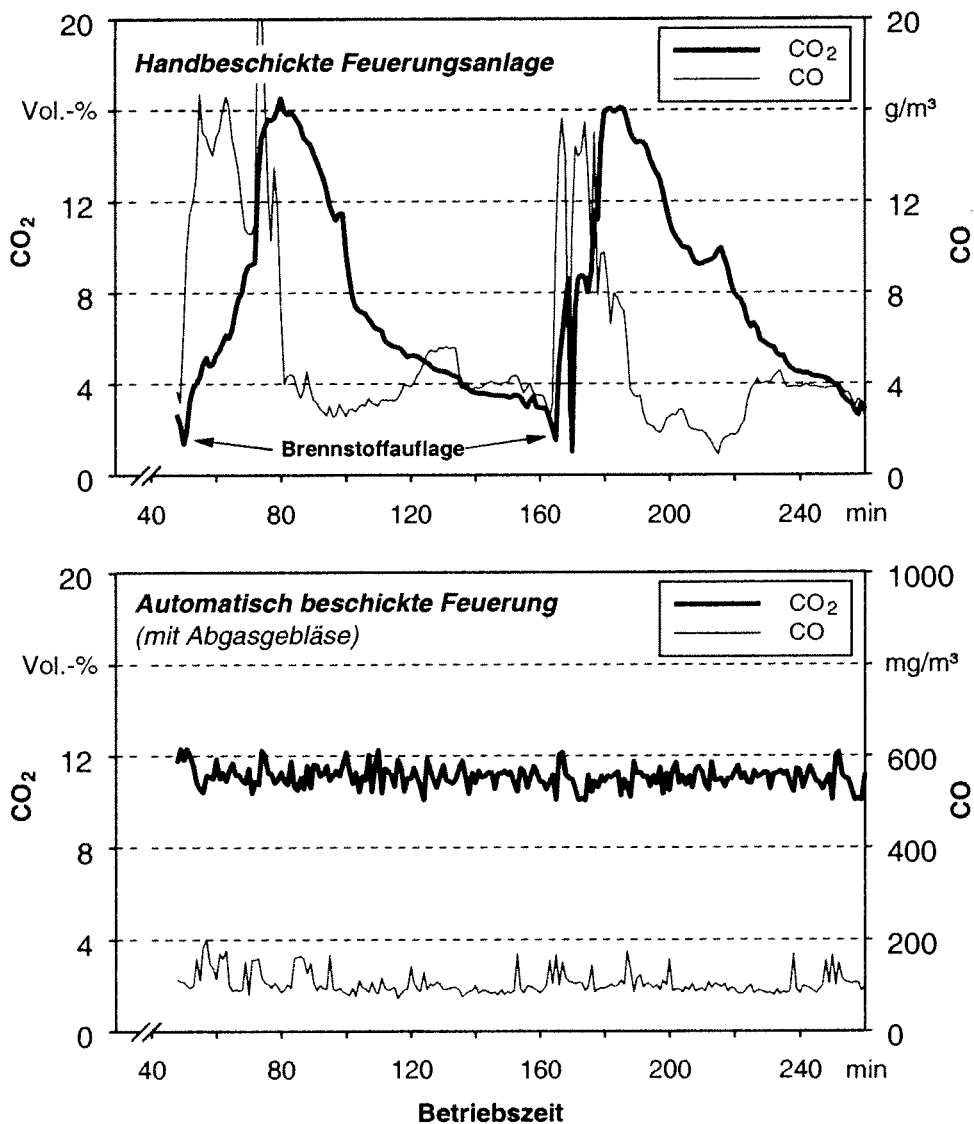 20
Handbeschickte Feuerungsanlage
CO₂
CO
20
Vol.-%
g/m³
12
12
CO₂
CO
8
8
4
4
Brennstoffauflage
0
0
40
80
120
160
200
240
min
20
Automatisch beschickte Feuerung
(mit Abgasgebläse)
CO₂
CO
1000
Vol.-%
mg/m³
12
600
CO₂
CO
8
400
4
200
0
0
40
80
120
160
200
240
min
Betriebszeit